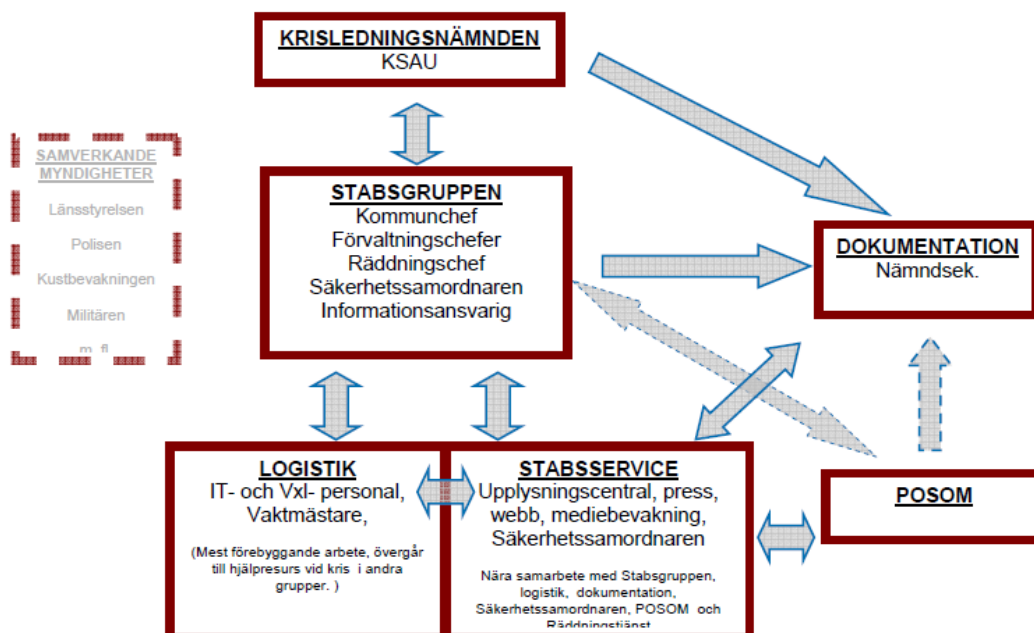 KRISLEDNINGSNÄMNDEN
KSAU
SAMVERKANDE
MYNDIGHETER
Länsstyrelsen
Polisen
Kustbevakningen
Militären
m fl
STABSGRUPPEN
Kommunchef
Förvaltningschefer
Räddningschef
Säkerhetssamordnaren
Informationsansvarig
DOKUMENTATION
Nämndsek.
LOGISTIK
IT- och Vxl- personal,
Vaktmästare,
(Mest förebyggande arbete, övergår
till hjälpresurs vid kris i andra
grupper. )
STABSSERVICE
Upplysningscentral, press,
webb, mediebevakning,
Säkerhetssamordnaren
Nära samarbete med Stabsgruppen,
logistik, dokumentation,
Säkerhetssamordnaren, POSOM och
Räddningstjänst
POSOM